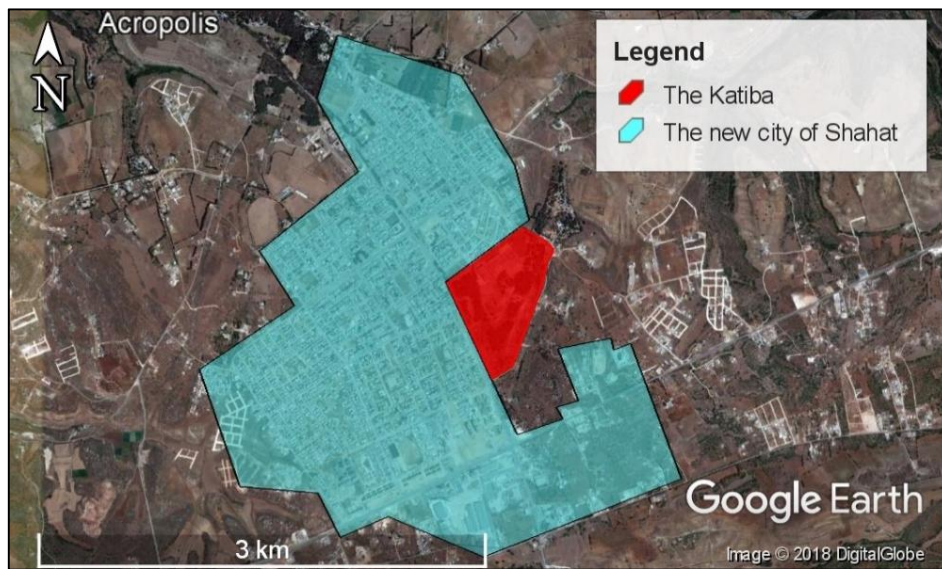 Acropolis
N
Legend
The Katiba
The new city of Shahat
Google Earth
3 km
Image © 2018 DigitalGlobe